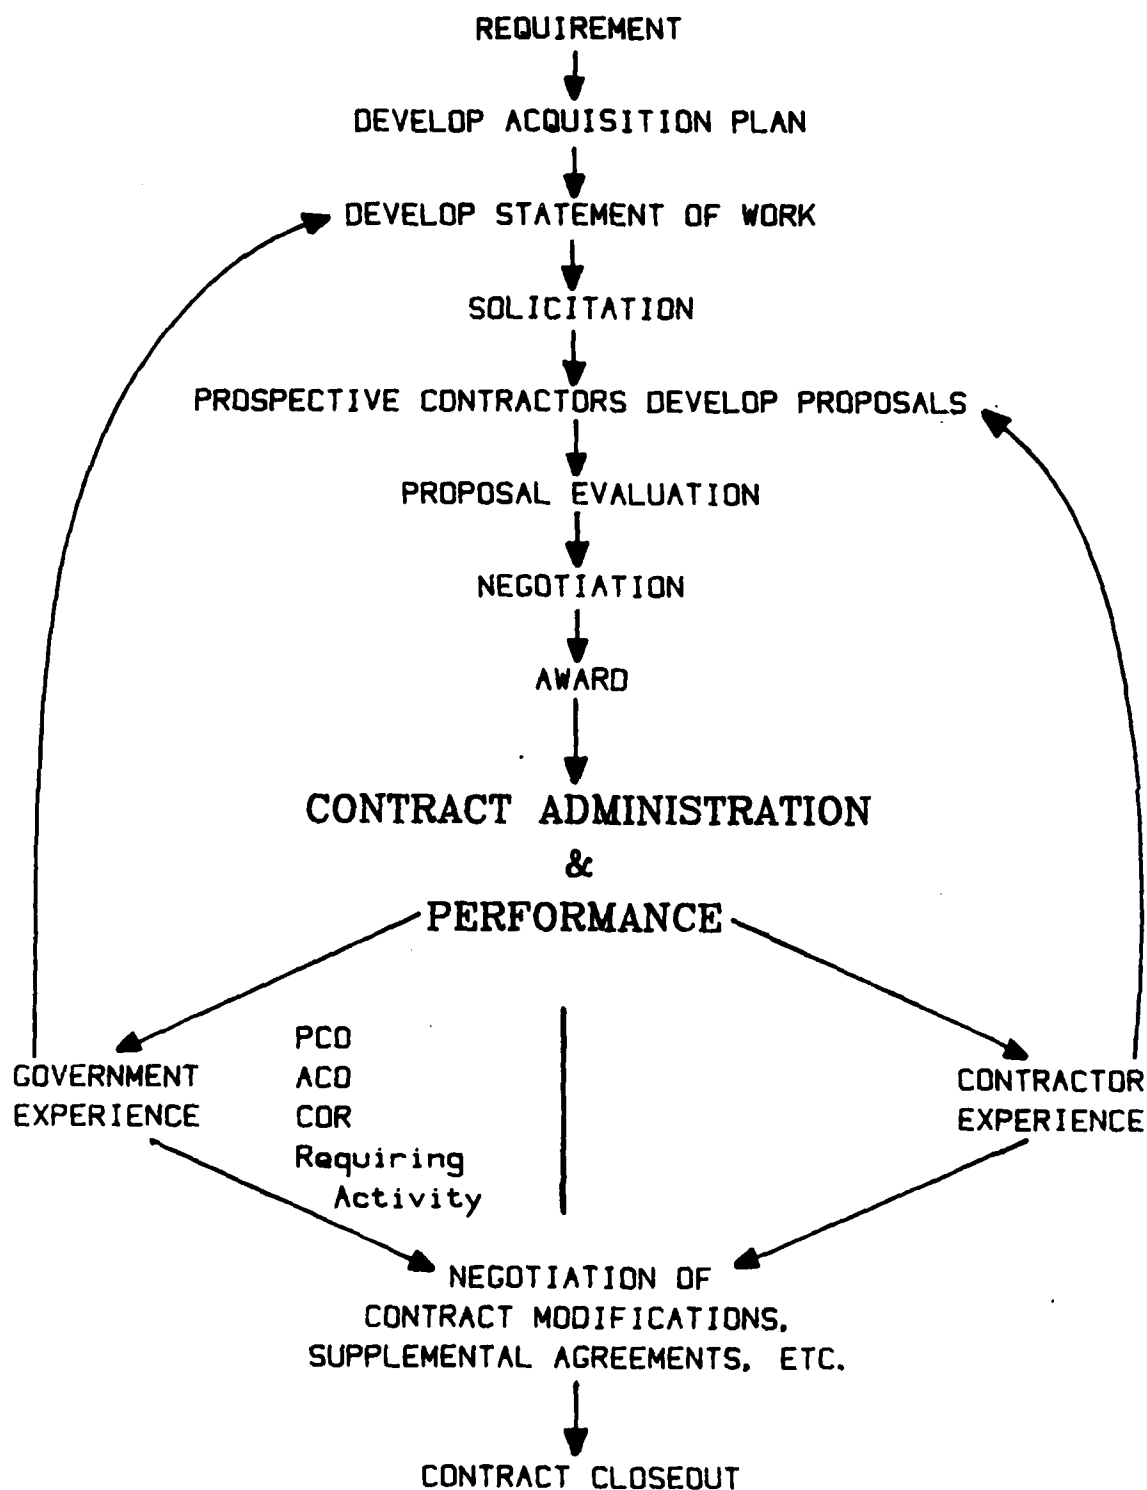 REQUIREMENT
DEVELOP ACQUISITION PLAN
DEVELOP STATEMENT OF WORK
SOLICITATION
PROSPECTIVE CONTRACTORS DEVELOP PROPOSALS
PROPOSAL EVALUATION
NEGOTIATION
AWARD
CONTRACT ADMINISTRATION
&
PERFORMANCE
GOVERNMENT
EXPERIENCE
PCO
ACO
COR
Requiring
Activity
CONTRACTOR
EXPERIENCE
NEGOTIATION OF
CONTRACT MODIFICATIONS,
SUPPLEMENTAL AGREEMENTS, ETC.
CONTRACT CLOSEOUT